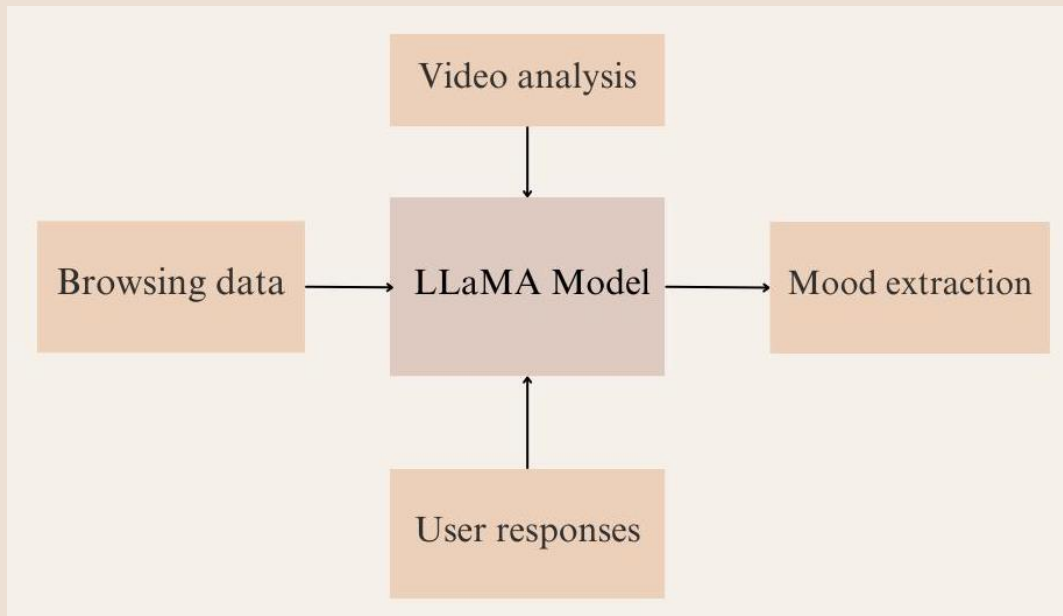 Video analysis
Browsing data
LLaMA Model
Mood extraction
User responses